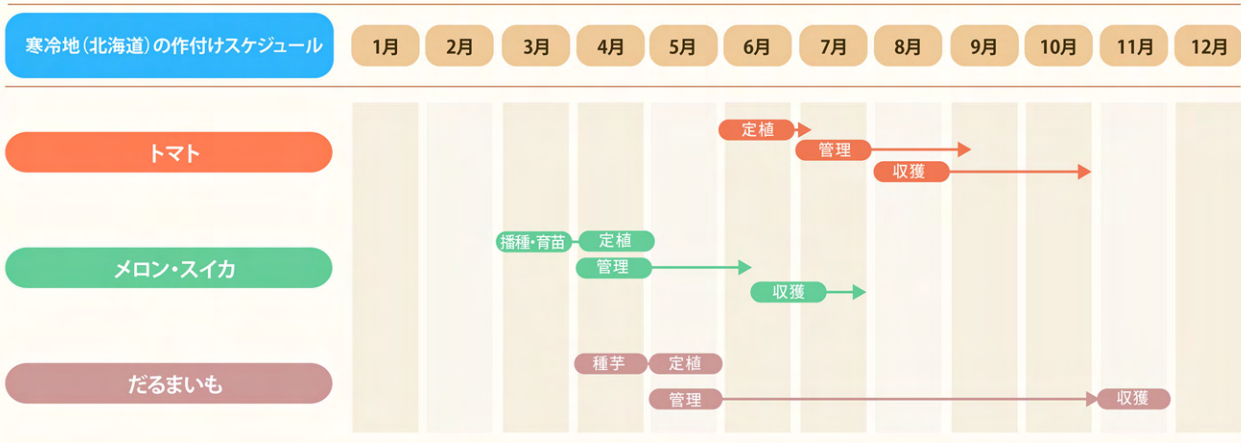 寒冷地(北海道)の作付けスケジュール 1月 2月 3月 4月 5月 6月 7月 8月 9月 10月 11月 12月
定植
トマト 管理
収獲
播種・育苗 定植
メロン・スイカ 管理
収獲
種芋 定植
だるまいも
管理 収獲